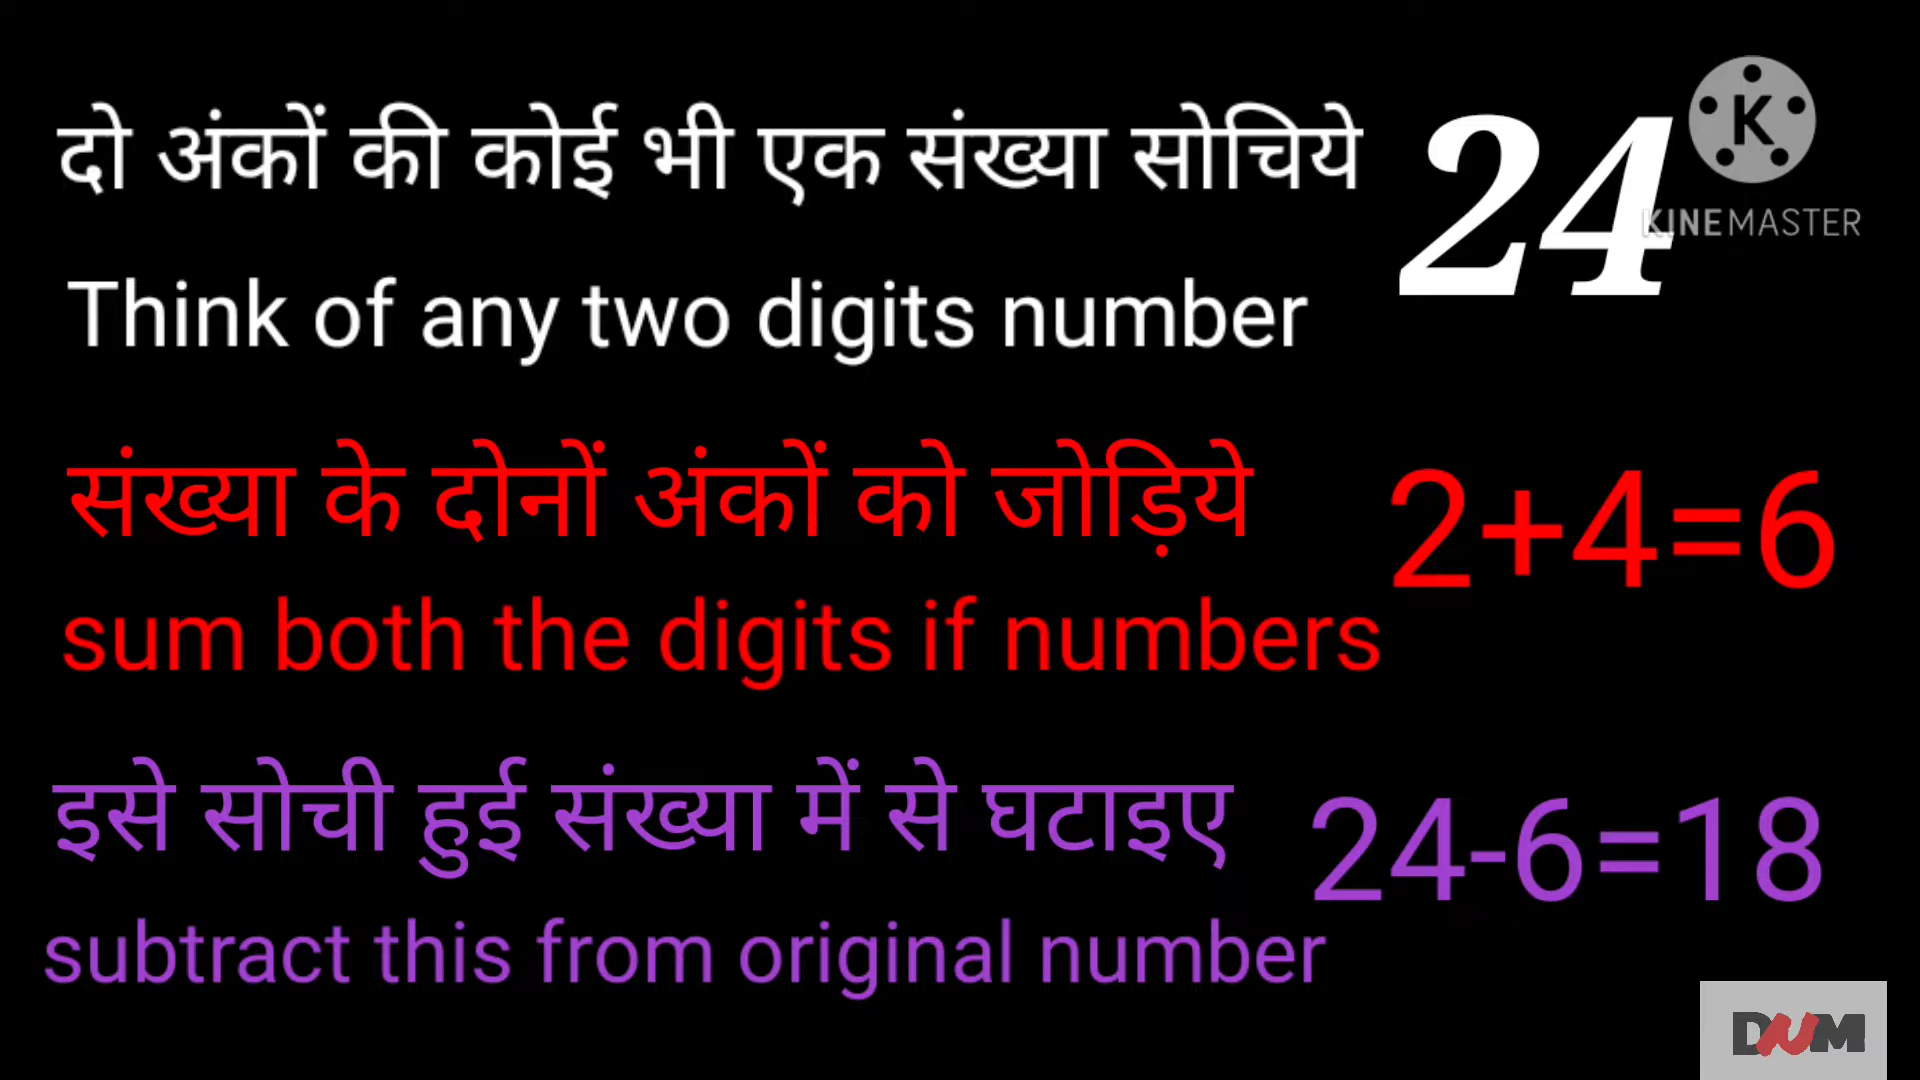 दो अंकों की कोई भी एक संख्या सोचिये 24
KINEMASTER
Think of any two digits number
संख्या के दोनों अंकों को जोड़िये 2+4=6
sum both the digits if numbers
इसे सोची हुई संख्या में से घटाइए 24-6=18
subtract this from original number
DNM